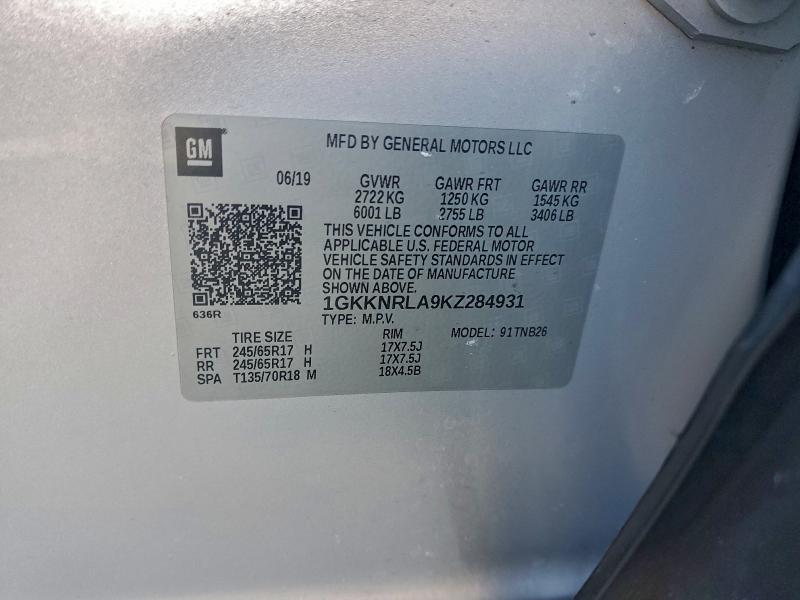 GM
MFD BY GENERAL MOTORS LLC
06/19 GVWR GAWR FRT GAWR RR
2722 KG 1250 KG 1545 KG
6001 LB 2755 LB 3406 LB
THIS VEHICLE CONFORMS TO ALL
APPLICABLE U.S. FEDERAL MOTOR
VEHICLE SAFETY STANDARDS IN EFFECT
ON THE DATE OF MANUFACTURE
SHOWN ABOVE.
1GKKNRLA9KZ284931
636R
TYPE: M.P.V.
TIRE SIZE RIM MODEL: 91TNB26
FRT 245/65R17 H 17X7.5J
RR 245/65R17 H 17X7.5J
SPA T135/70R18 M 18X4.5B